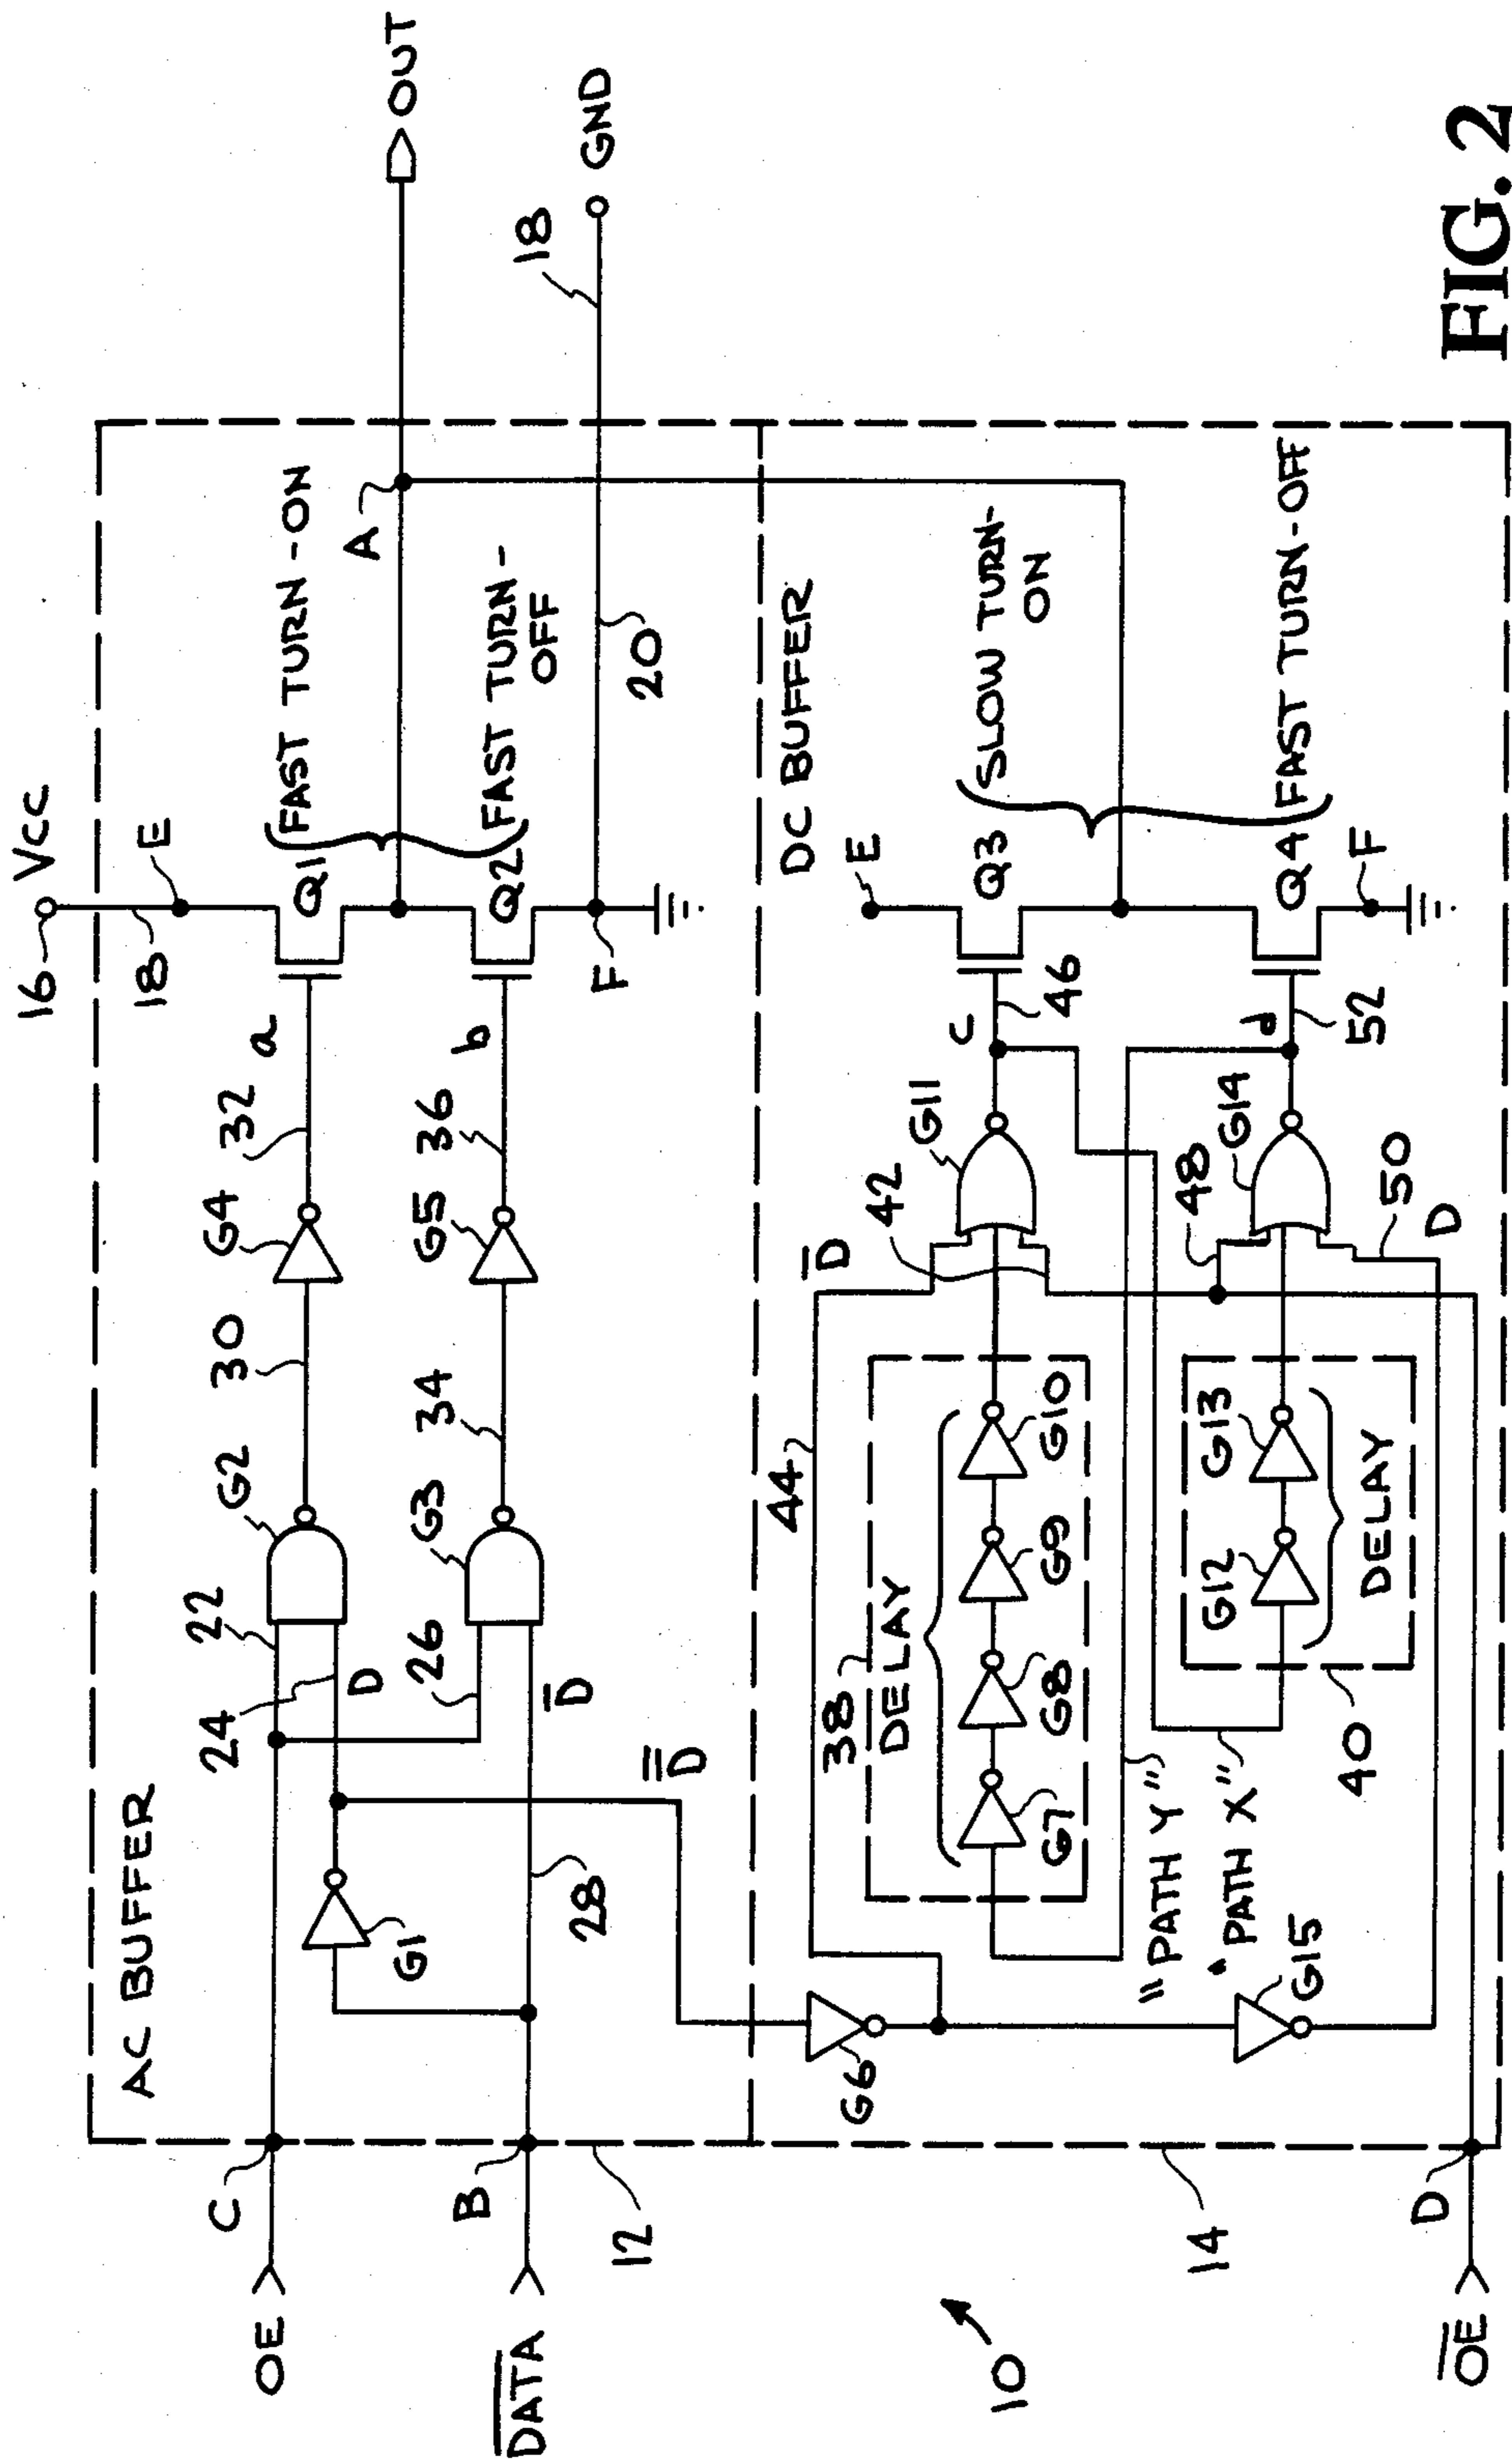 16
VCC
18
E
AC BUFFER
C
OE
22
24
D
G2
30
G4
32
a
Q1
FAST TURN-ON
A
OUT
G1
26
G3
34
G5
36
b
Q2
FAST TURN-
OFF
18
GND
B
DATA
28
D̅
F
20
12
D̿
DC BUFFER
G6
44
D̅
38
DELAY
G7
G8
G9
G10
42
G11
c
46
E
Q3
SLOW TURN-
ON
"PATH Y"
"PATH X"
10
14
G15
G12
G13
DELAY
40
48
G14
50
D
d
52
Q4
FAST TURN-OFF
F
D
O̅E̅
FIG. 2